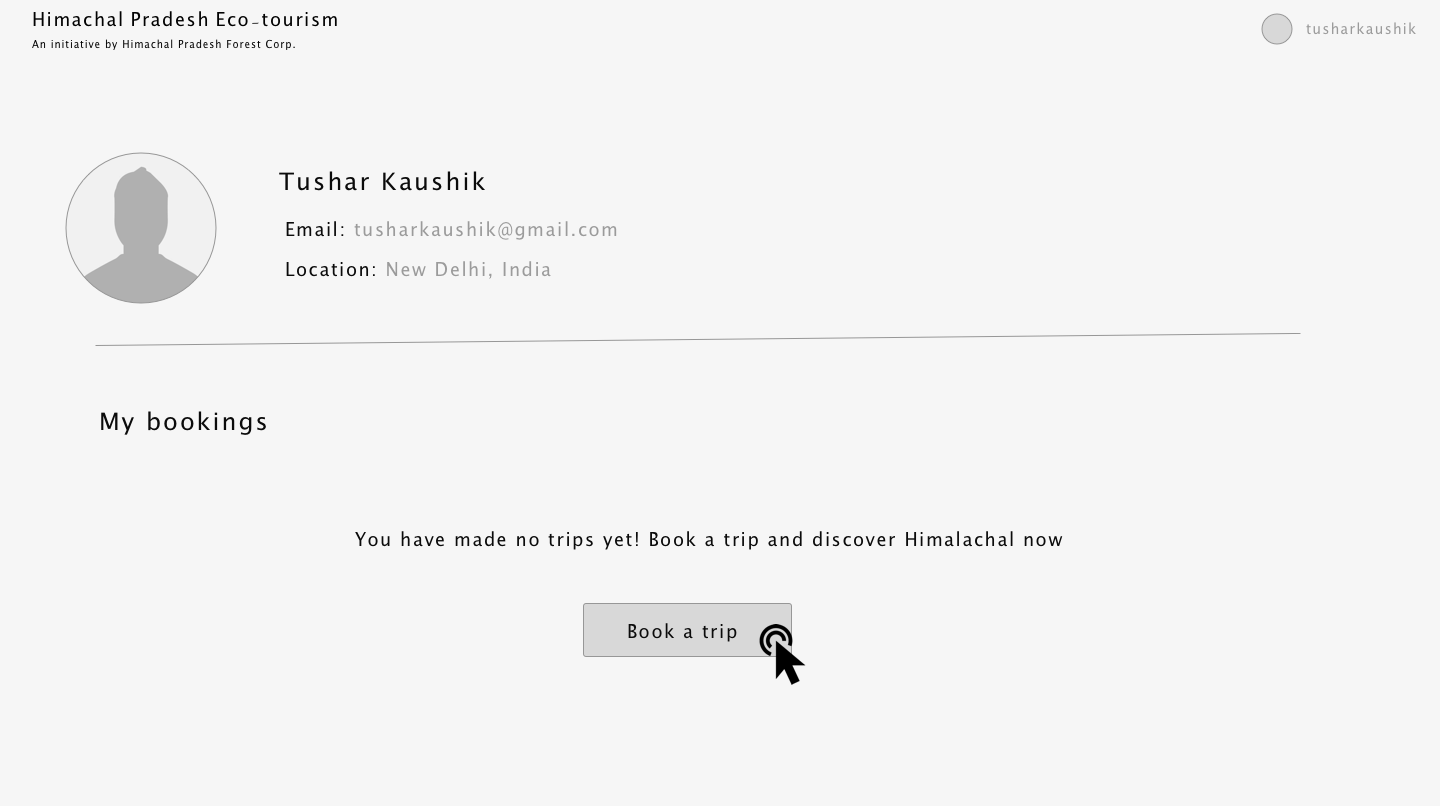 Himachal Pradesh Eco-tourism
An initiative by Himachal Pradesh Forest Corp.
tusharkaushik
Tushar Kaushik
Email: tusharkaushik@gmail.com
Location: New Delhi, India
My bookings
You have made no trips yet! Book a trip and discover Himalachal now
Book a trip